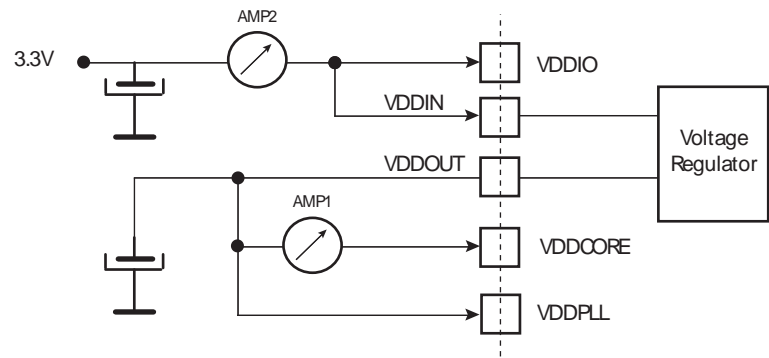 AMP2
3.3V
VDDIO
VDDIN
Voltage
Regulator
VDDOUT
AMP1
VDDCORE
VDDPLL